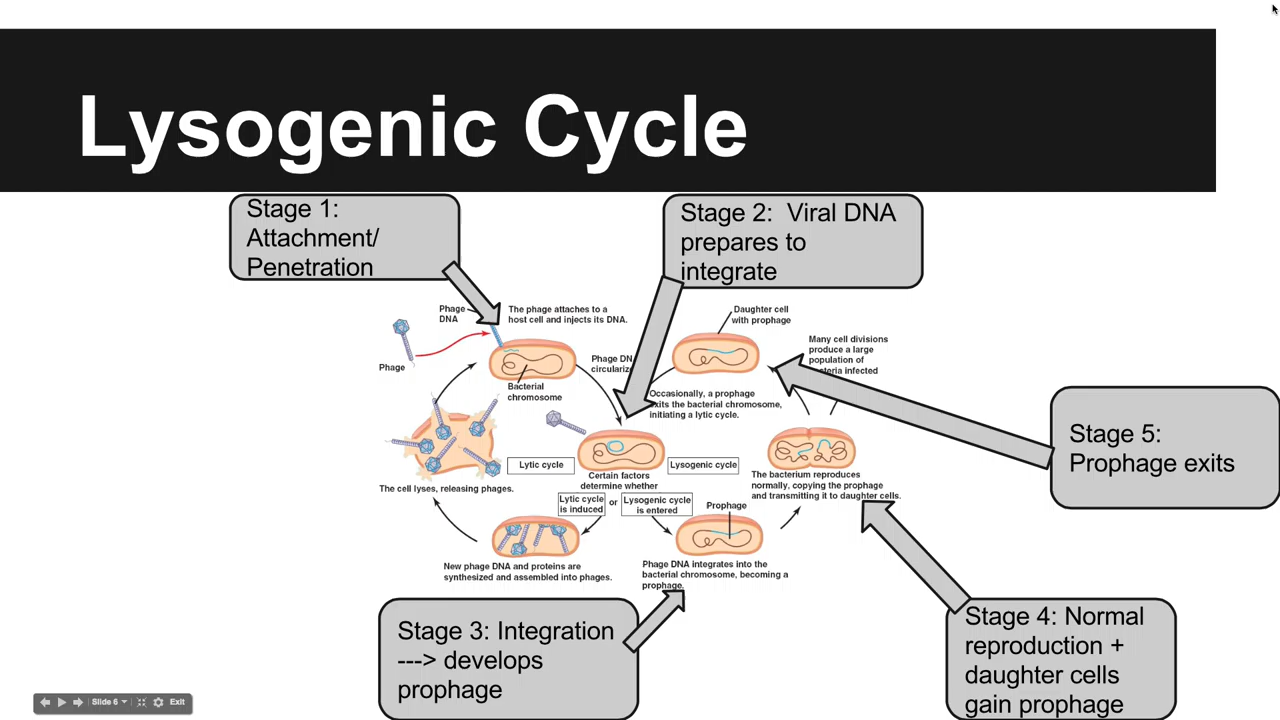 Lysogenic Cycle
Stage 1:
Attachment/
Penetration
Stage 2: Viral DNA
prepares to
integrate
Phage
DNA
The phage attaches to a
host cell and injects its DNA.
Daughter cell
with prophage
Many cell divisions
produce a large
population of
infected
Phage
Phage
Bacterial
chromosome
Occasionally, a prophage
the bacterial chromosome,
initiating a lytic cycle.
Stage 5:
Prophage exits
Lytic cycle
Lysogenic cycle
Certain factors
determine whether
The cell lyses, releasing phages.
The bacterium reproduces
normally, copying the prophage
and transmitting it to daughter cells.
Lytic cycle
is induced
or
Lysogenic cycle
is entered
Prophage
New phage DNA and proteins are
synthesized and assembled into phages.
Phage DNA integrates into the
bacterial chromosome, becoming a
prophage.
Stage 3: Integration
---> develops
prophage
Stage 4: Normal
reproduction +
daughter cells
gain prophage
Slide 6
Exit